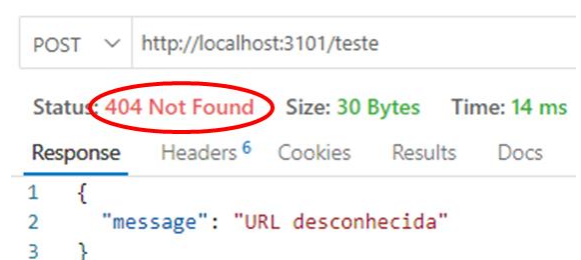 POST http://localhost:3101/teste
Status: 404 Not Found Size: 30 Bytes Time: 14 ms
Response Headers 6 Cookies Results Docs
1 {
2 "message": "URL desconhecida"
3 }